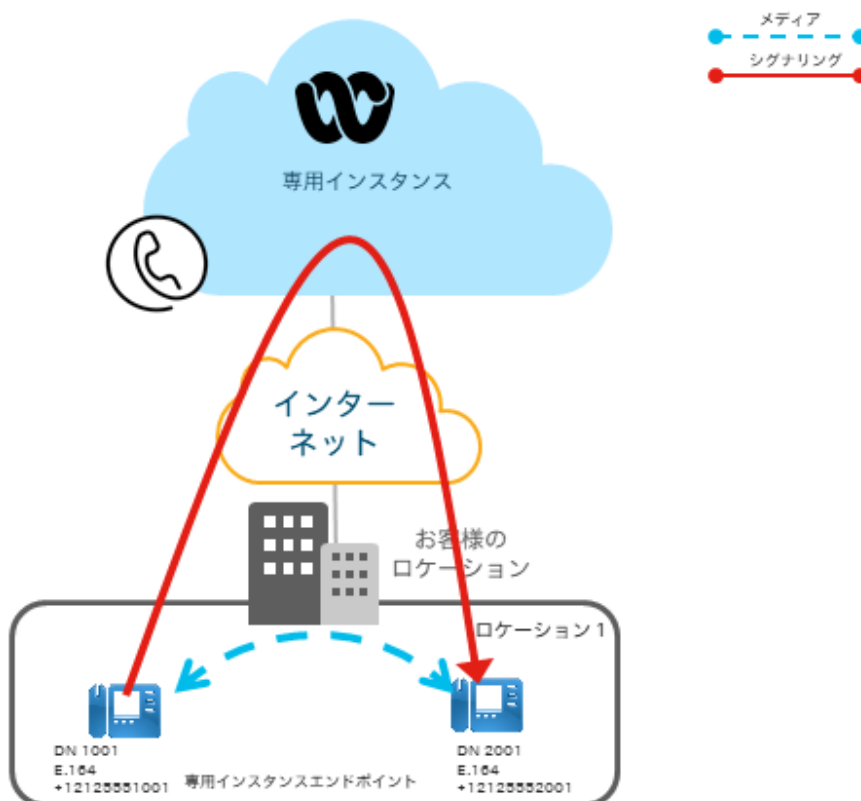 メディア
シグナリング
専用インスタンス
インター
ネット
お客様の
ロケーション
ロケーション 1
DN 1001
E.164
+12125551001
専用インスタンスエンドポイント
DN 2001
E.164
+12125552001